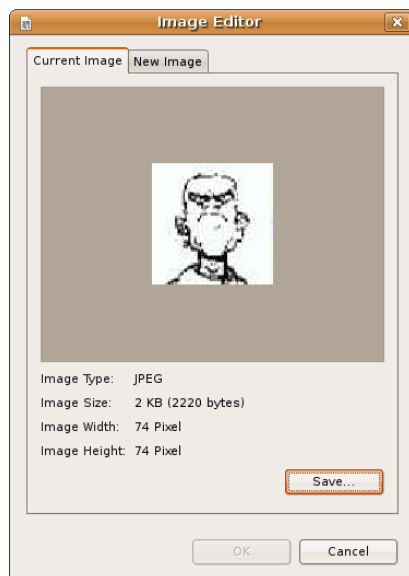 Image Editor
Current Image New Image
Image Type: JPEG
Image Size: 2 KB (2220 bytes)
Image Width: 74 Pixel
Image Height: 74 Pixel
Save...
OK Cancel